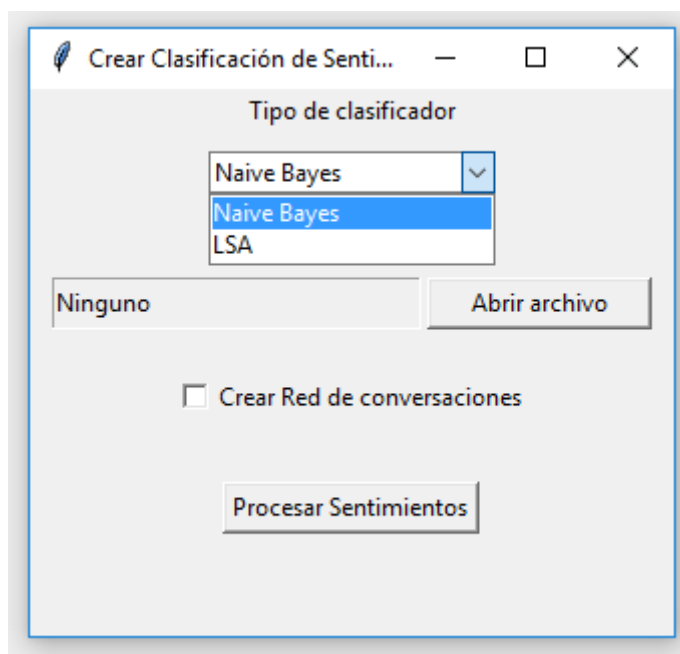 Crear Clasificación de Senti...
Tipo de clasificador
Naive Bayes
Naive Bayes
LSA
Ninguno
Abrir archivo
Crear Red de conversaciones
Procesar Sentimientos